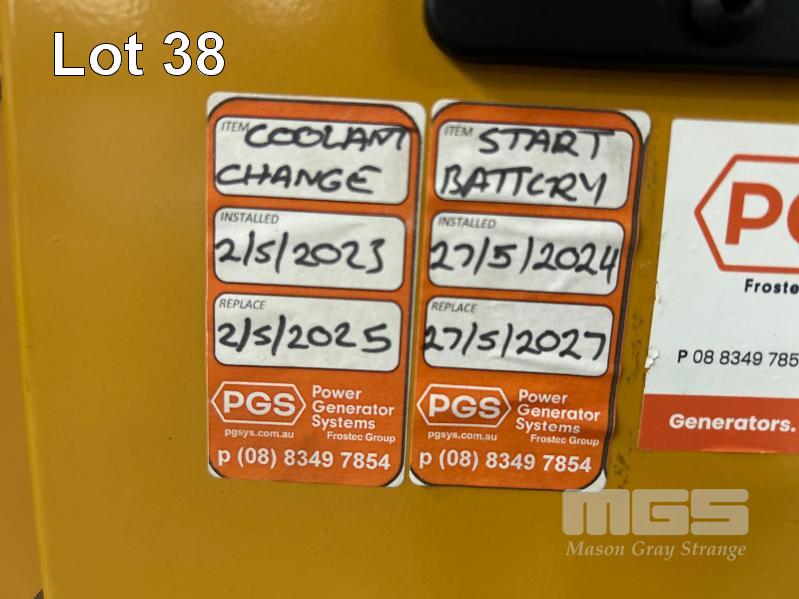 Lot 38
ITEM COOLANT
CHANGE
INSTALLED
2/5/2023
REPLACE
2/5/2025
PGS
Power
Generator
Systems
pgsys.com.au
Frostec Group
p (08) 8349 7854
ITEM START
BATTERY
INSTALLED
27/5/2024
REPLACE
27/5/2027
PGS
Power
Generator
Systems
pgsys.com.au
Frostec Group
p (08) 8349 7854
PG
Froste
P 08 8349 785
Generators.
MGS
Mason Gray Strange